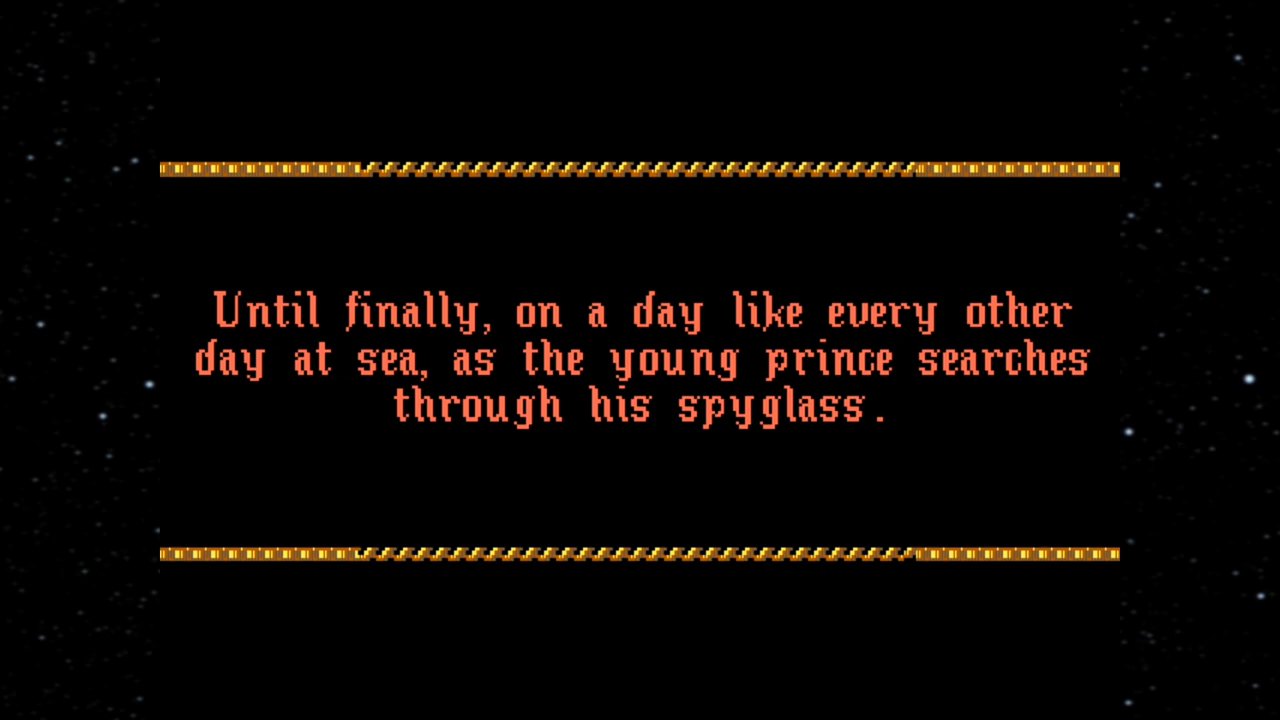 Until finally, on a day like every other
day at sea, as the young prince searches
through his spyglass.